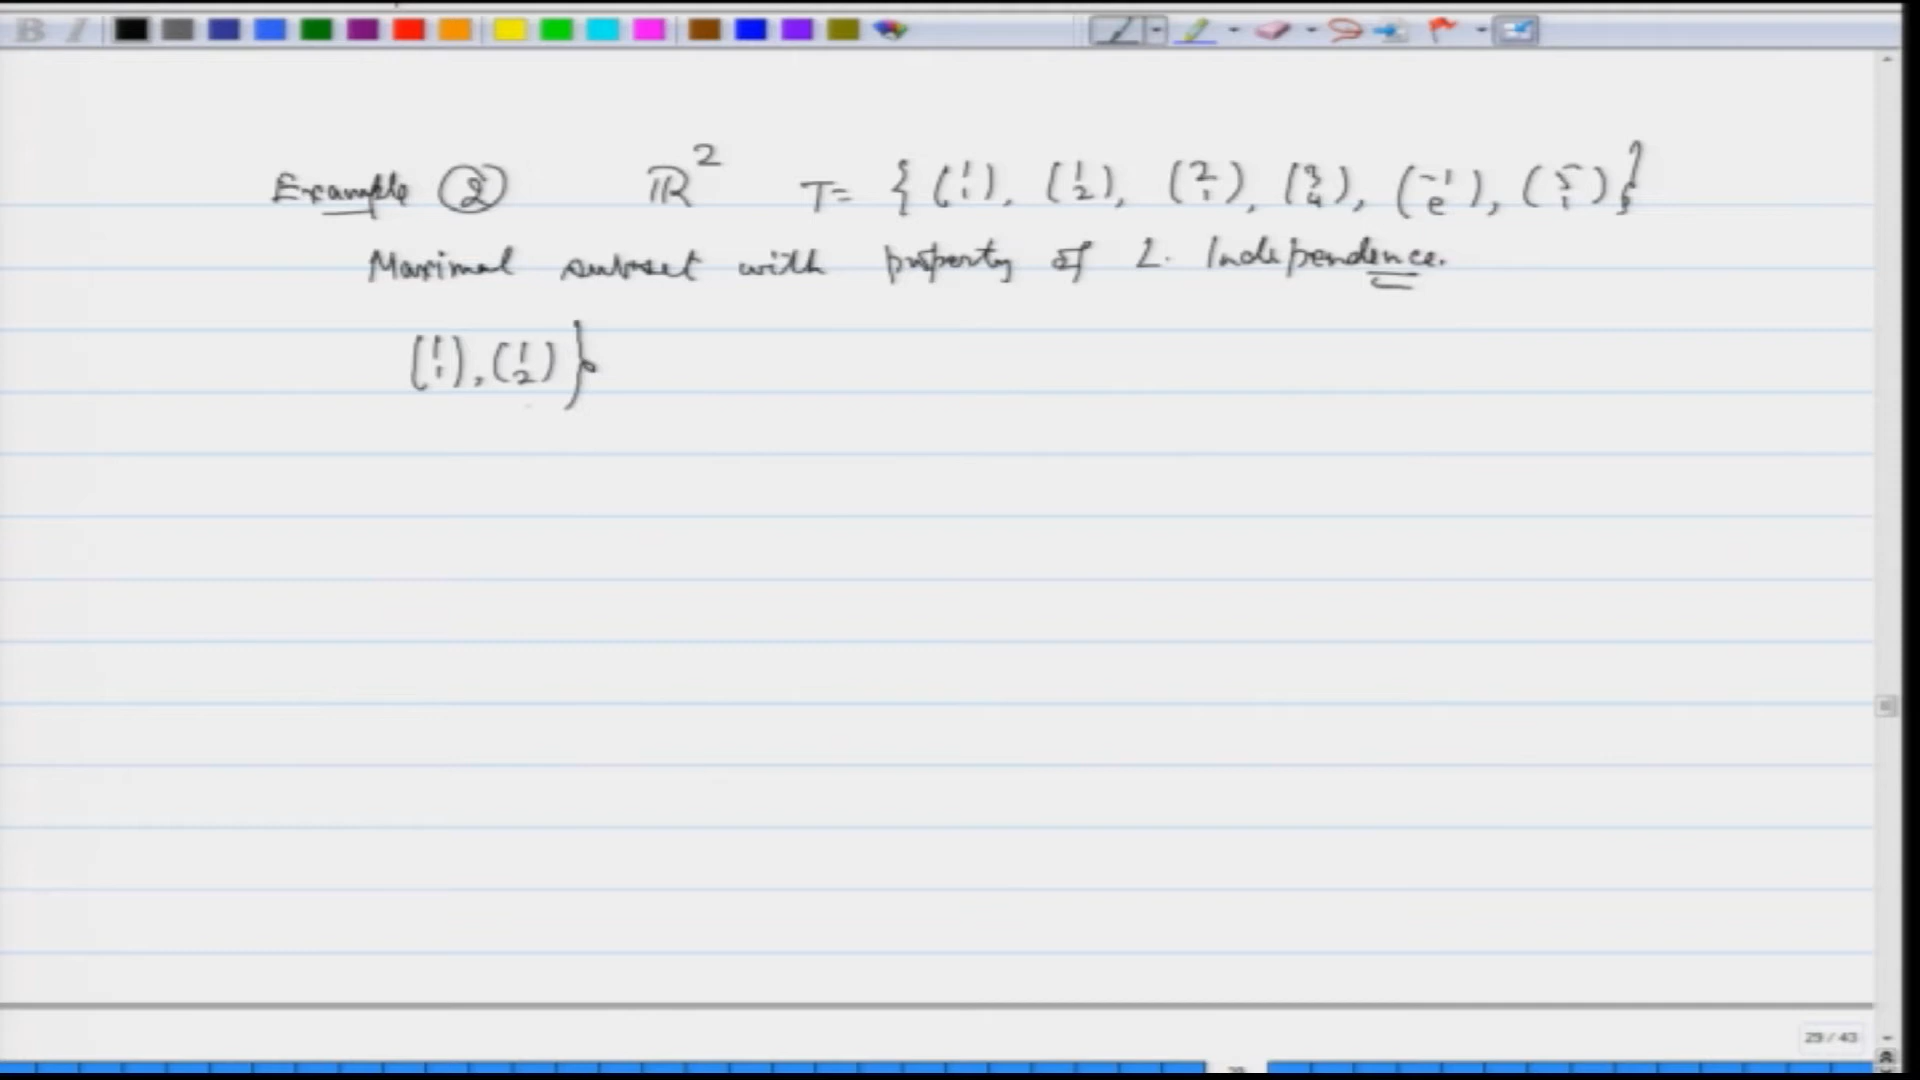 B I
Example ② ℝ² T = { (1 1), (1 2), (2 1), (3 4), (-1 e), (5 1) }
Maximal subset with property of L. Independence.
(1 1), (1 2) }
29 / 43